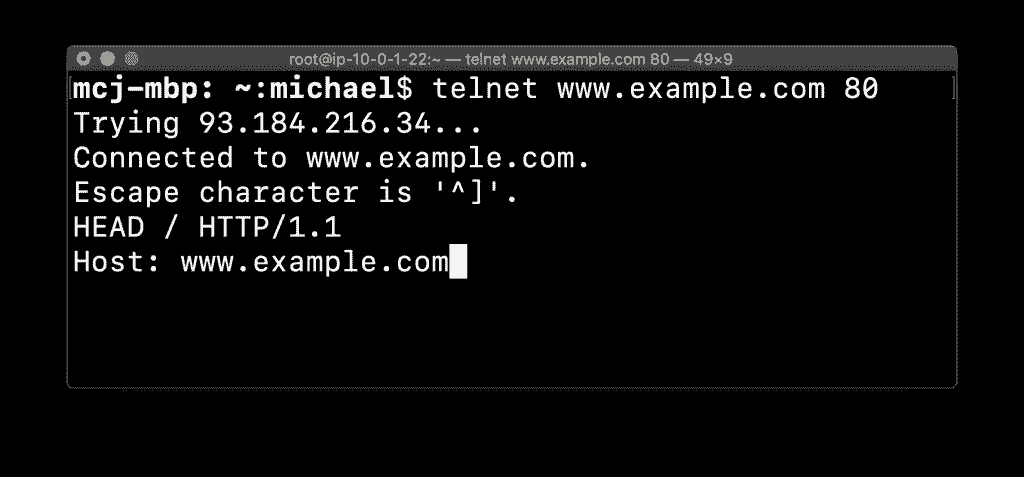 root@ip-10-0-1-22:~ — telnet www.example.com 80 — 49×9
mcj-mbp: ~:michael$ telnet www.example.com 80
Trying 93.184.216.34...
Connected to www.example.com.
Escape character is '^]'.
HEAD / HTTP/1.1
Host: www.example.com